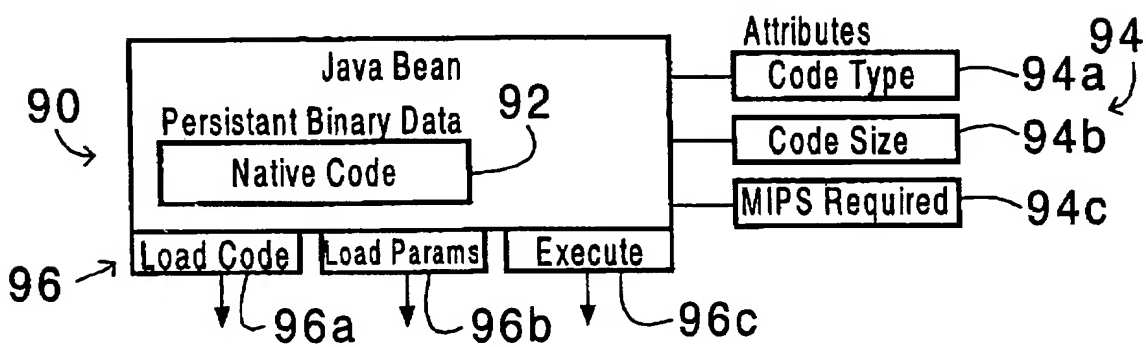 Attributes
94
Java Bean
Code Type
94a
90
Persistant Binary Data
92
Code Size
94b
Native Code
MIPS Required
94c
96
Load Code
Load Params
Execute
96a
96b
96c